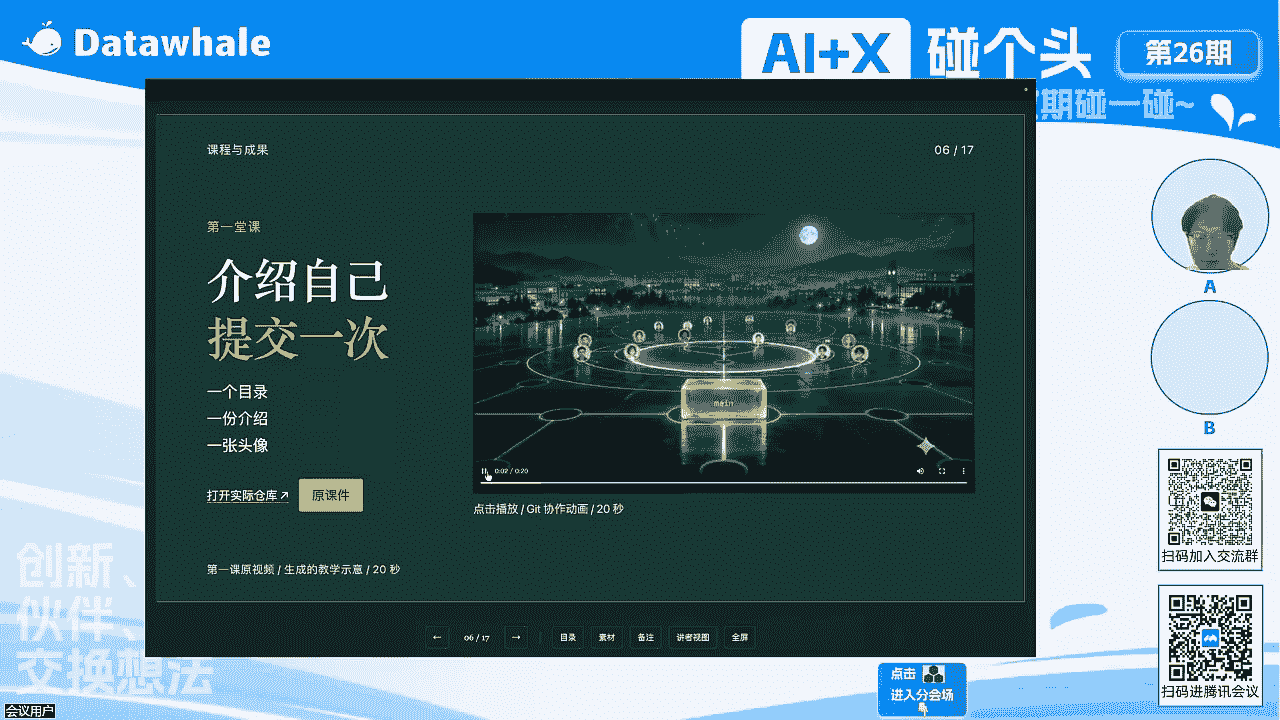 Datawhale
AI+X 碰个头
第26期
期碰一碰~
课程与成果
06 / 17
第一堂课
介绍自己
提交一次
一个目录
一份介绍
一张头像
打开实际仓库↗
原课件
main
0:02 / 0:20
点击播放 / Git 协作动画 / 20 秒
第一课原视频 / 生成的教学示意 / 20 秒
← 06 / 17 → 目录 素材 备注 讲者视图 全屏
A
B
扫码加入交流群
扫码进腾讯会议
创新、
伙伴、
交换想法
点击
进入分会场
会议用户